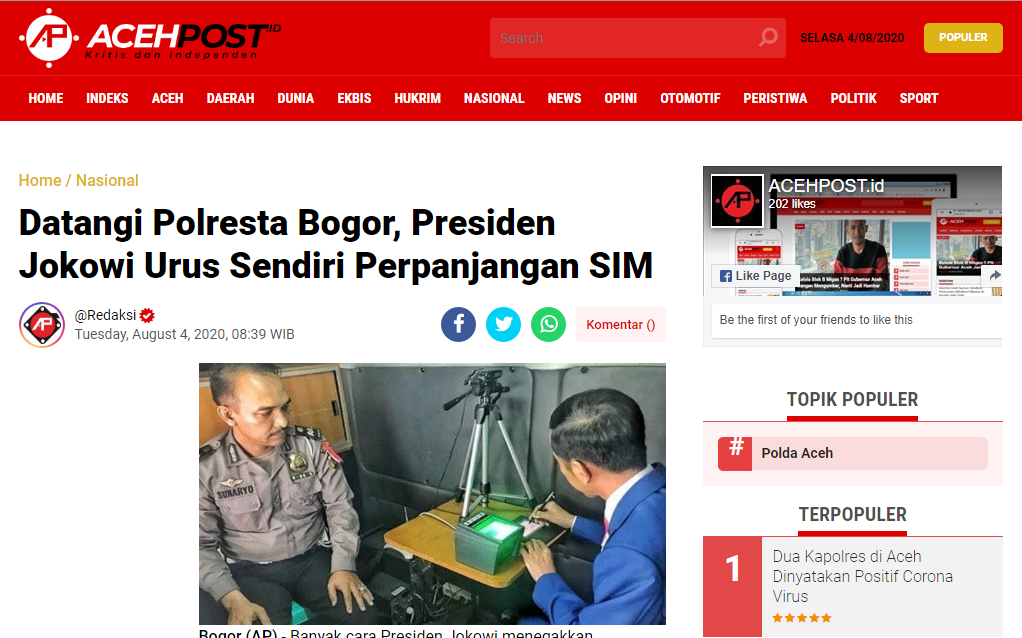 ACEHPOST ID
Kritis dan Independen
Search
SELASA 4/08/2020
POPULER
HOME INDEKS ACEH DAERAH DUNIA EKBIS HUKRIM NASIONAL NEWS OPINI OTOMOTIF PERISTIWA POLITIK SPORT
Home / Nasional
Datangi Polresta Bogor, Presiden
Jokowi Urus Sendiri Perpanjangan SIM
@Redaksi
Tuesday, August 4, 2020, 08:39 WIB
Komentar ()
SUNARYO
Bogor (AP) - Banyak cara Presiden Jokowi menegakkan
ACEHPOST.id
202 likes
Like Page
Be the first of your friends to like this
TOPIK POPULER
# Polda Aceh
TERPOPULER
1
Dua Kapolres di Aceh
Dinyatakan Positif Corona
Virus